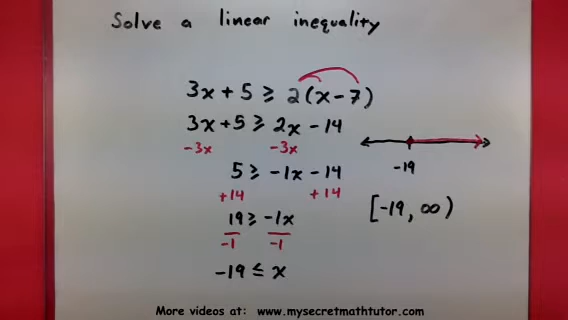 Solve a linear inequality
3x + 5 ≥ 2(x - 7)
3x + 5 ≥ 2x - 14
-3x -3x
5 ≥ -1x - 14
+14 +14
19 ≥ -1x
-1 -1
-19 ≤ x
-19
[-19, ∞)
More videos at: www.mysecretmathtutor.com